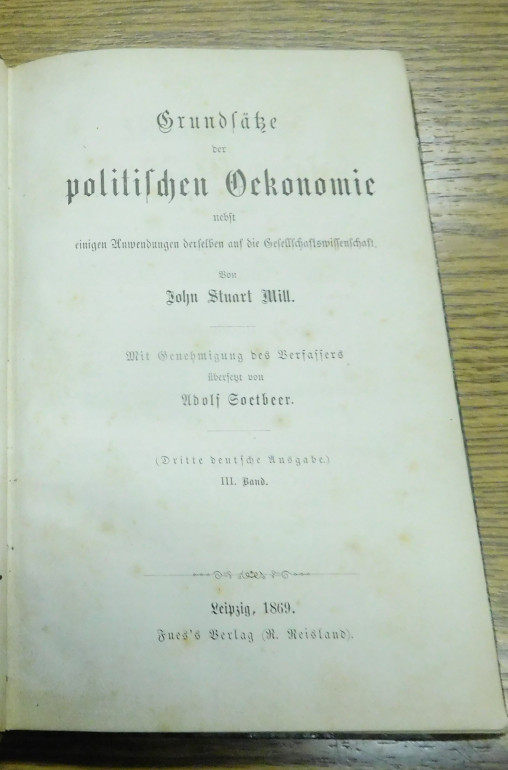 Grundſätze
der
politiſchen Oekonomie
nebſt
einigen Anwendungen derſelben auf die Geſellſchaftswiſſenſchaft.
Von
John Stuart Mill.
Mit Genehmigung des Verfaſſers
überſetzt von
Adolf Soetbeer.
(Dritte deutſche Ausgabe.)
III. Band.
Leipzig, 1869.
Fues's Verlag (R. Reisland).